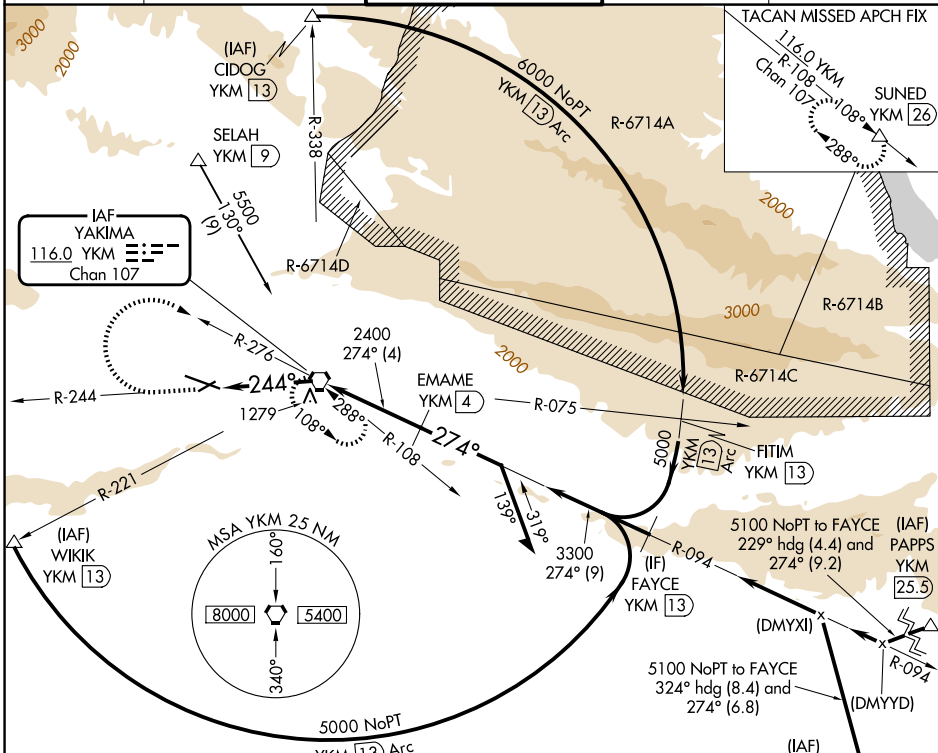 3000
2000
(IAF)
CIDOG
YKM 13
R-338
SELAH
YKM 9
5500
130°
(9)
6000 NoPT
YKM 13 Arc
R-6714A
TACAN MISSED APCH FIX
116.0 YKM
R-108
Chan 107
108°
288°
SUNED
YKM 26
2000
IAF
YAKIMA
116.0 YKM
Chan 107
R-6714D
R-6714B
3000
R-6714C
2000
R-276
2400
274° (4)
EMAME
YKM 4
R-244
244°
1279
108°
288°
R-108
274°
R-075
5000
YKM
13
Arc
FITIM
YKM 13
R-221
(IAF)
WIKIK
YKM 13
139°
319°
3300
274° (9)
(IF)
FAYCE
YKM 13
R-094
5100 NoPT to FAYCE
229° hdg (4.4) and
274° (9.2)
(IAF)
PAPPS
YKM
25.5
MSA YKM 25 NM
160°
8000
5400
340°
(DMYXI)
R-094
(DMYYD)
5100 NoPT to FAYCE
324° hdg (8.4) and
274° (6.8)
5000 NoPT
YKM 13 Arc
(IAF)